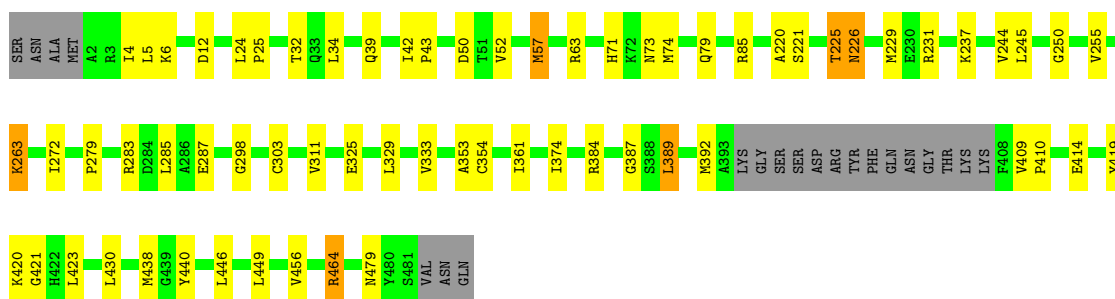 SER ASN ALA MET A2 R3 I4 L5 K6 D12 L24 P25 T32 Q33 L34 Q39 I42 P43 D50 T51 V52 M57 R63 H71 K72 N73 M74 Q79 R85 A220 S221 T225 N226 M229 E230 R231 K237 V244 L245 G250 V255
K263 I272 P279 R283 D284 L285 A286 E287 G298 C303 V311 E325 L329 V333 A353 C354 I361 I374 R384 G387 S388 L389 M392 A393 LYS GLY SER SER ASP ARG TYR PHE GLN ASN GLY THR LYS LYS F408 V409 P410 E414 Y419
K420 G421 H422 L423 L430 M438 G439 Y440 L446 L449 V456 R464 N479 Y480 S481 VAL ASN GLN